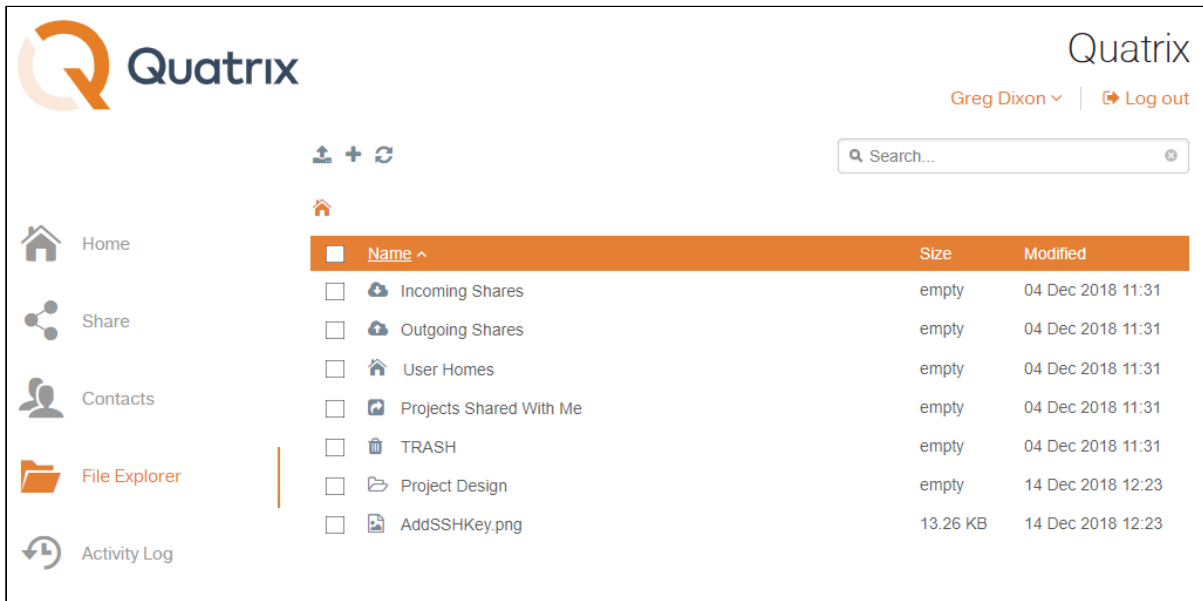 Quatrix
Quatrix
Greg Dixon
Log out
Search...
Home
Share
Contacts
File Explorer
Activity Log
Name Size Modified
Incoming Shares empty 04 Dec 2018 11:31
Outgoing Shares empty 04 Dec 2018 11:31
User Homes empty 04 Dec 2018 11:31
Projects Shared With Me empty 04 Dec 2018 11:31
TRASH empty 04 Dec 2018 11:31
Project Design empty 14 Dec 2018 12:23
AddSSHKey.png 13.26 KB 14 Dec 2018 12:23